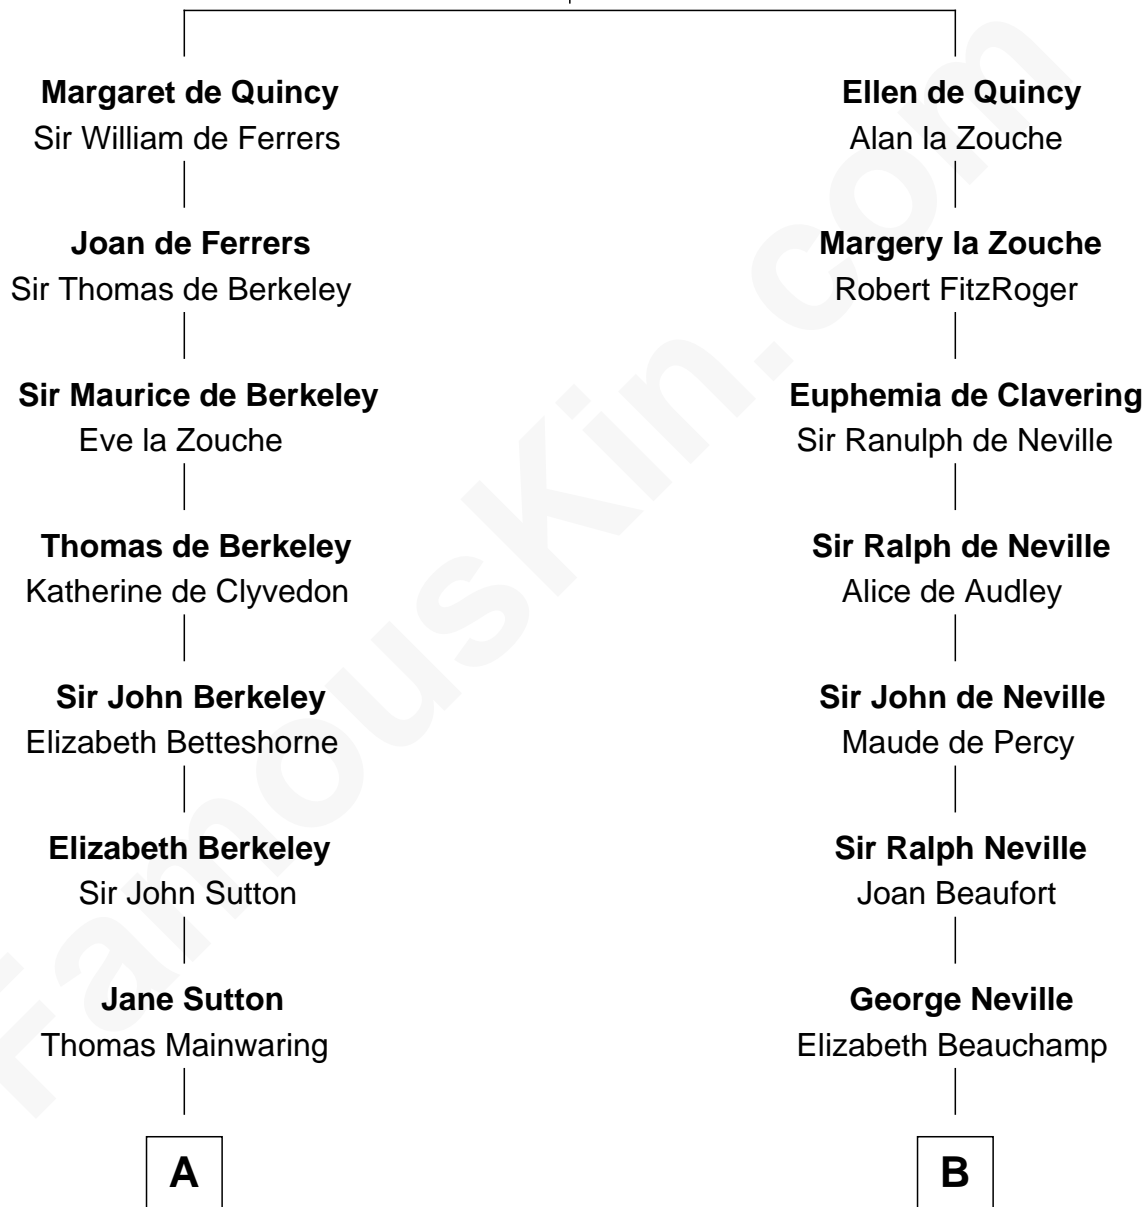 Margaret de Quincy
Sir William de Ferrers
Joan de Ferrers
Sir Thomas de Berkeley
Sir Maurice de Berkeley
Eve la Zouche
Thomas de Berkeley
Katherine de Clyvedon
Sir John Berkeley
Elizabeth Betteshorne
Elizabeth Berkeley
Sir John Sutton
Jane Sutton
Thomas Mainwaring
A
Ellen de Quincy
Alan la Zouche
Margery la Zouche
Robert FitzRoger
Euphemia de Clavering
Sir Ranulph de Neville
Sir Ralph de Neville
Alice de Audley
Sir John de Neville
Maude de Percy
Sir Ralph Neville
Joan Beaufort
George Neville
Elizabeth Beauchamp
B
FamousKin.com